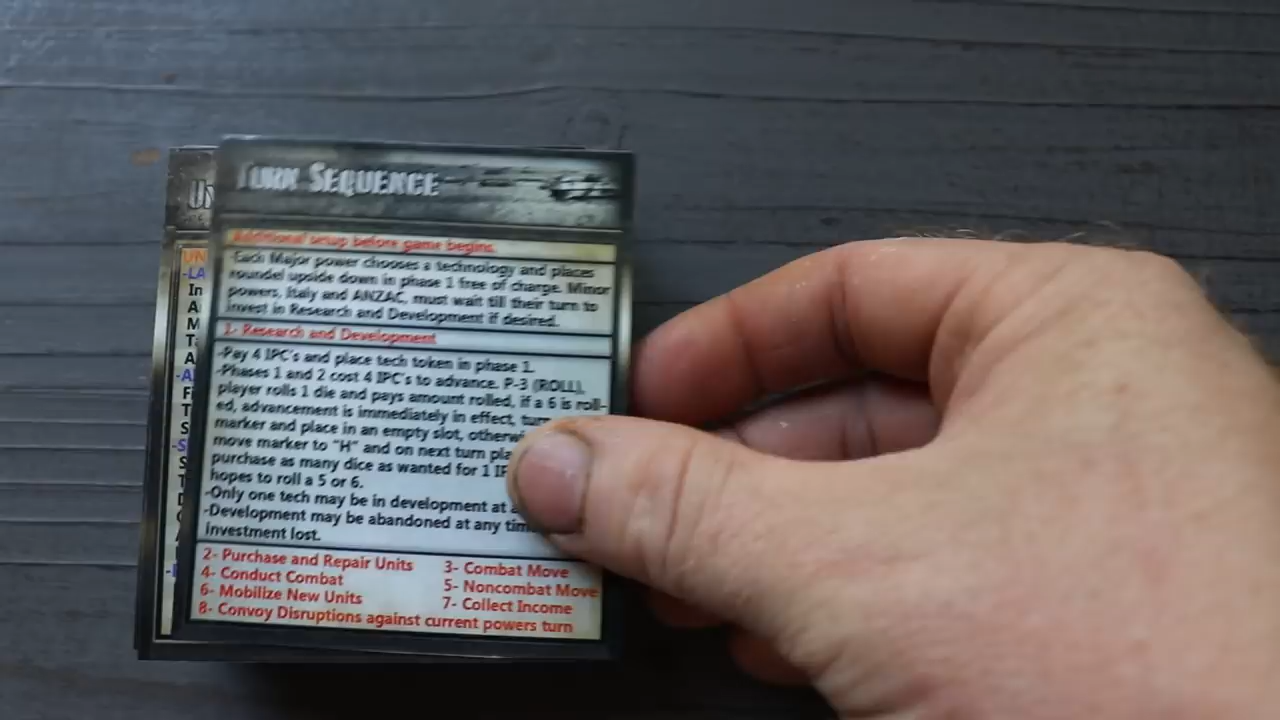 Turn Sequence
Additional setup before game begins.
-Each Major power chooses a technology and places
roundel upside down in phase 1 free of charge. Minor
powers, Italy and ANZAC, must wait till their turn to
invest in Research and Development if desired.
1- Research and Development
-Pay 4 IPC's and place tech token in phase 1.
-Phases 1 and 2 cost 4 IPC's to advance. P-3 (ROLL),
player rolls 1 die and pays amount rolled, if a 6 is roll-
ed, advancement is immediately in effect, turn
marker and place in an empty slot, otherwi
move marker to "H" and on next turn pla
purchase as many dice as wanted for 1 IP
hopes to roll a 5 or 6.
-Only one tech may be in development at
-Development may be abandoned at any tim
investment lost.
2- Purchase and Repair Units
3- Combat Move
4- Conduct Combat
5- Noncombat Move
6- Mobilize New Units
7- Collect Income
8- Convoy Disruptions against current powers turn
Un
UN
-LA
In
A
M
T
A
-A
F
T
S
-S
S
T
D